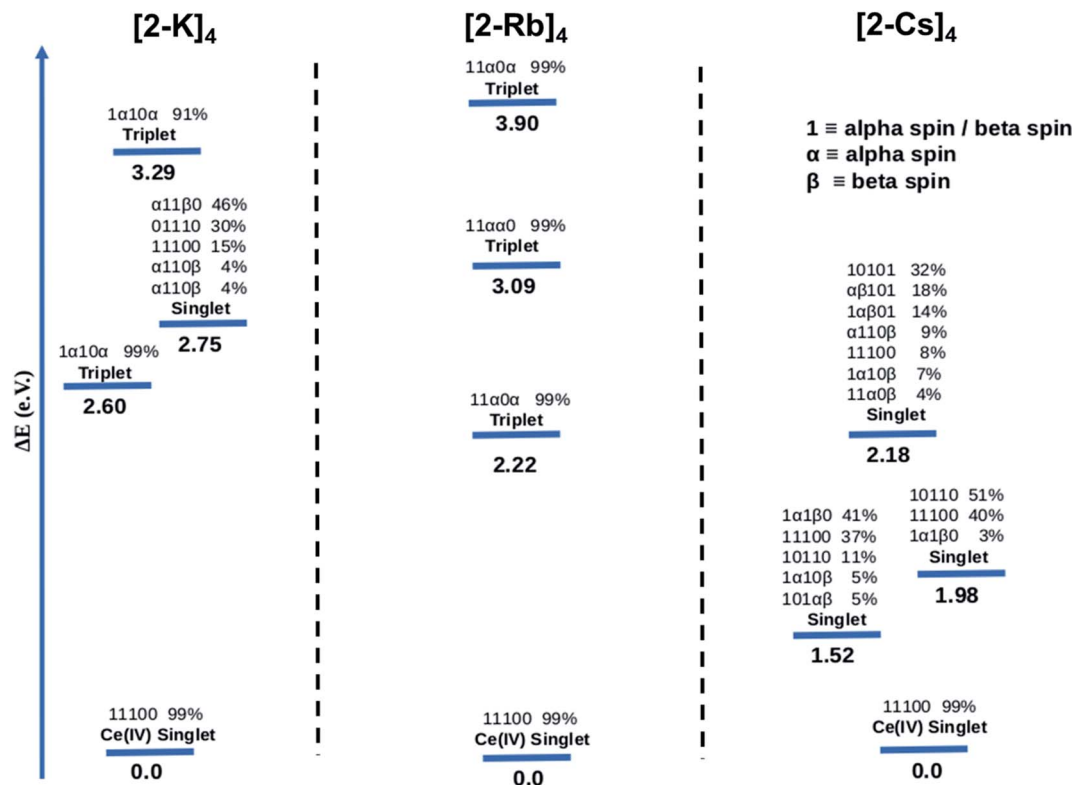 [2-K]4
[2-Rb]4
[2-Cs]4
ΔE (e.V.)
1α10α 91%
Triplet
3.29
α11β0 46%
01110 30%
11100 15%
α110β 4%
α110β 4%
Singlet
2.75
1α10α 99%
Triplet
2.60
11100 99%
Ce(IV) Singlet
0.0
11α0α 99%
Triplet
3.90
11αα0 99%
Triplet
3.09
11α0α 99%
Triplet
2.22
11100 99%
Ce(IV) Singlet
0.0
1 ≡ alpha spin / beta spin
α ≡ alpha spin
β ≡ beta spin
10101 32%
αβ101 18%
1αβ01 14%
α110β 9%
11100 8%
1α10β 7%
11α0β 4%
Singlet
2.18
10110 51%
11100 40%
1α1β0 3%
Singlet
1.98
1α1β0 41%
11100 37%
10110 11%
1α10β 5%
101αβ 5%
Singlet
1.52
11100 99%
Ce(IV) Singlet
0.0